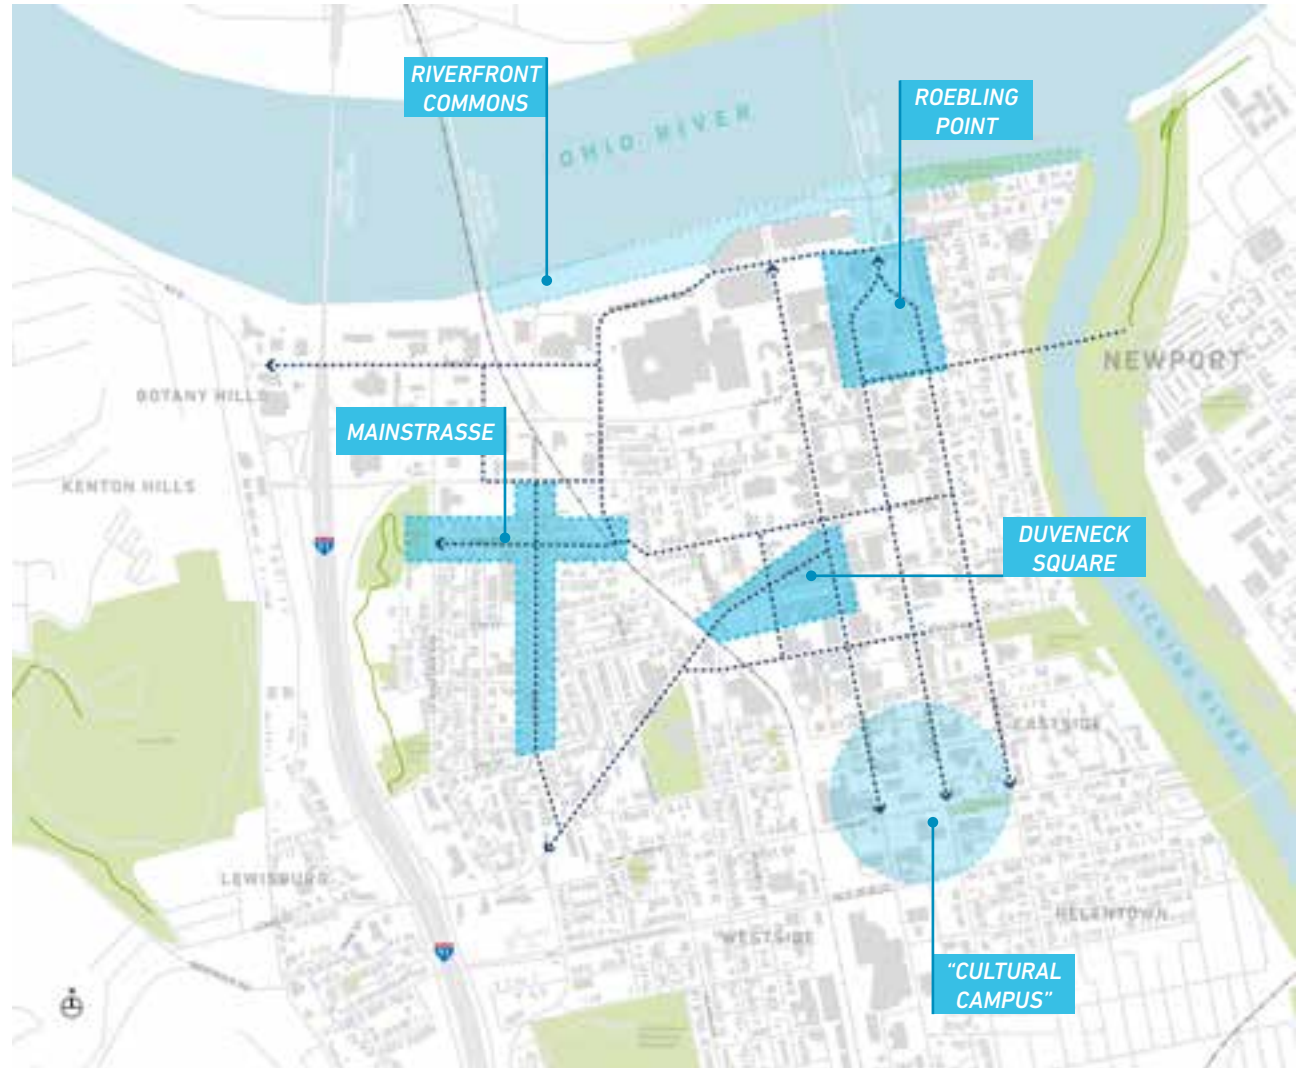 RIVERFRONT
COMMONS
ROEBLING
POINT
OHIO RIVER
NEWPORT
BOTANY HILLS
MAINSTRASSE
KENTON HILLS
DUVENECK
SQUARE
LICKING RIVER
EASTSIDE
LEWISBURG
HELENTOWN
WESTSIDE
"CULTURAL
CAMPUS"